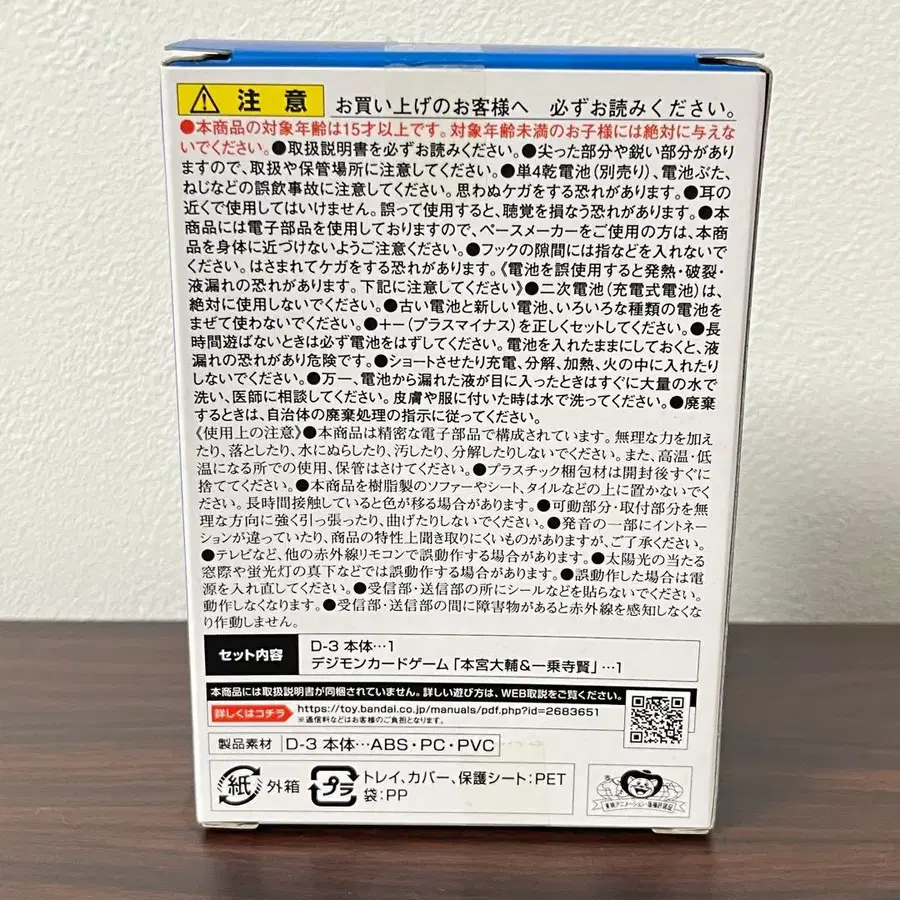 注意 お買い上げのお客様へ 必ずお読みください。
●本商品の対象年齢は15才以上です。対象年齢未満のお子様には絶対に与えな
いでください。●取扱説明書を必ずお読みください。●尖った部分や鋭い部分があり
ますので、取扱や保管場所に注意してください。●単4乾電池(別売り)、電池ぶた、
ねじなどの誤飲事故に注意してください。思わぬケガをする恐れがあります。●耳の
近くで使用してはいけません。誤って使用すると、聴覚を損なう恐れがあります。●本
商品には電子部品を使用しておりますので、ペースメーカーをご使用の方は、本商
品を身体に近づけないようご注意ください。●フックの隙間には指などを入れないで
ください。はさまれてケガをする恐れがあります。《電池を誤使用すると発熱・破裂・
液漏れの恐れがあります。下記に注意してください》●二次電池(充電式電池)は、
絶対に使用しないでください。●古い電池と新しい電池、いろいろな種類の電池を
まぜて使わないでください。●+−(プラスマイナス)を正しくセットしてください。●長
時間遊ばないときは必ず電池をはずしてください。電池を入れたままにしておくと、液
漏れの恐れがあり危険です。●ショートさせたり充電、分解、加熱、火の中に入れたり
しないでください。●万一、電池から漏れた液が目に入ったときはすぐに大量の水で
洗い、医師に相談してください。皮膚や服に付いた時は水で洗ってください。●廃棄
するときは、自治体の廃棄処理の指示に従ってください。
《使用上の注意》●本商品は精密な電子部品で構成されています。無理な力を加え
たり、落としたり、水にぬらしたり、汚したり、分解したりしないでください。また、高温・低
温になる所での使用、保管はさけてください。●プラスチック梱包材は開封後すぐに
捨ててください。●本商品を樹脂製のソファーやシート、タイルなどの上に置かないでく
ださい。長時間接触していると色が移る場合があります。●可動部分・取付部分を無
理な方向に強く引っ張ったり、曲げたりしないでください。●発音の一部にイントネー
ションが違っていたり、商品の特性上聞き取りにくいものがありますが、ご了承ください。
●テレビなど、他の赤外線リモコンで誤動作する場合があります。●太陽光の当たる
窓際や蛍光灯の真下などでは誤動作する場合があります。●誤動作した場合は電
源を入れ直してください。●受信部・送信部の所にシールなどを貼らないでください。
動作しなくなります。●受信部・送信部の間に障害物があると赤外線を感知しなくな
り作動しません。
セット内容
D-3 本体…1
デジモンカードゲーム「本宮大輔&一乗寺賢」…1
本商品には取扱説明書が同梱されていません。詳しい遊び方は、WEB取説をご覧ください。
詳しくはコチラ https://toy.bandai.co.jp/manuals/pdf.php?id=2683651
※通信料などはお客様のご負担となります。
製品素材 D-3 本体…ABS・PC・PVC
紙 外箱 プラ トレイ、カバー、保護シート:PET
袋:PP
東映アニメーション・版権許諾証